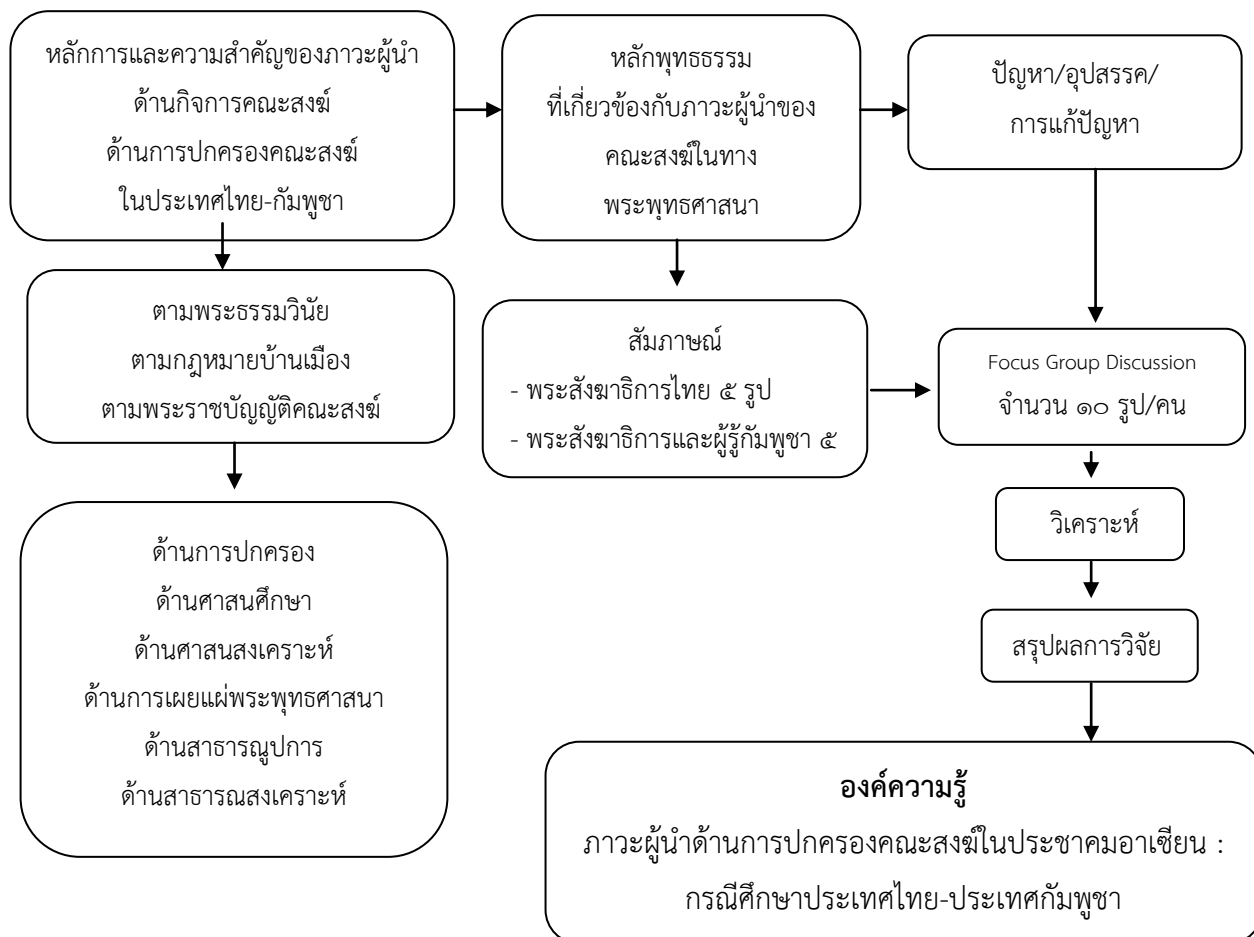 หลักการและความสำคัญของภาวะผู้นำ
ด้านกิจการคณะสงฆ์
ด้านการปกครองคณะสงฆ์
ในประเทศไทย-กัมพูชา
หลักพุทธธรรม
ที่เกี่ยวข้องกับภาวะผู้นำของ
คณะสงฆ์ในทาง
พระพุทธศาสนา
ปัญหา/อุปสรรค/
การแก้ปัญหา
ตามพระธรรมวินัย
ตามกฎหมายบ้านเมือง
ตามพระราชบัญญัติคณะสงฆ์
สัมภาษณ์
- พระสังฆาธิการไทย ๕ รูป
- พระสังฆาธิการและผู้รู้กัมพูชา ๕
Focus Group Discussion
จำนวน ๑๐ รูป/คน
ด้านการปกครอง
ด้านศาสนศึกษา
ด้านศาสนสงเคราะห์
ด้านการเผยแผ่พระพุทธศาสนา
ด้านสาธารณูปการ
ด้านสาธารณสงเคราะห์
วิเคราะห์
สรุปผลการวิจัย
องค์ความรู้
ภาวะผู้นำด้านการปกครองคณะสงฆ์ในประชาคมอาเซียน :
กรณีศึกษาประเทศไทย-ประเทศกัมพูชา